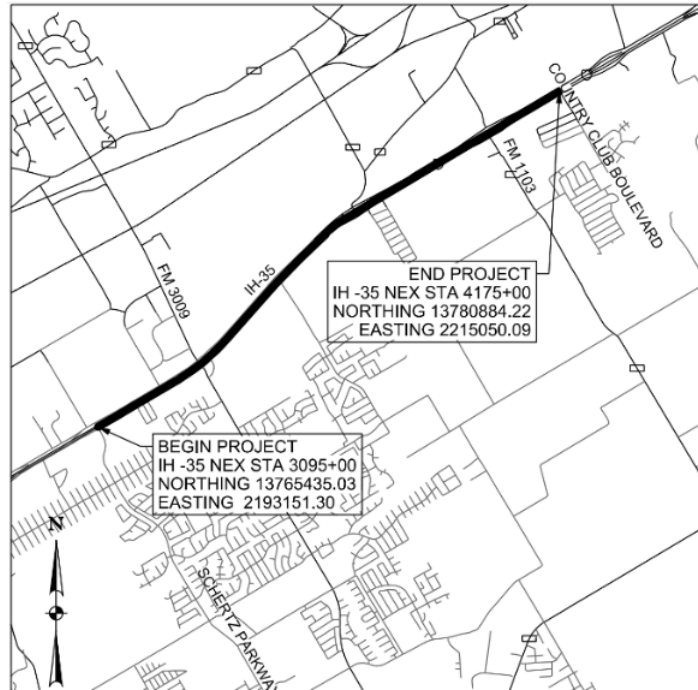 COUNTRY CLUB BOULEVARD
FM 1103
FM 3009
IH-35
END PROJECT
IH -35 NEX STA 4175+00
NORTHING 13780884.22
EASTING 2215050.09
BEGIN PROJECT
IH -35 NEX STA 3095+00
NORTHING 13765435.03
EASTING 2193151.30
N
SCHERTZ PARKWAY